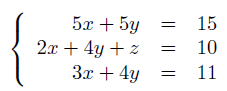 5x + 5y = 15
2x + 4y + z = 10
3x + 4y = 11